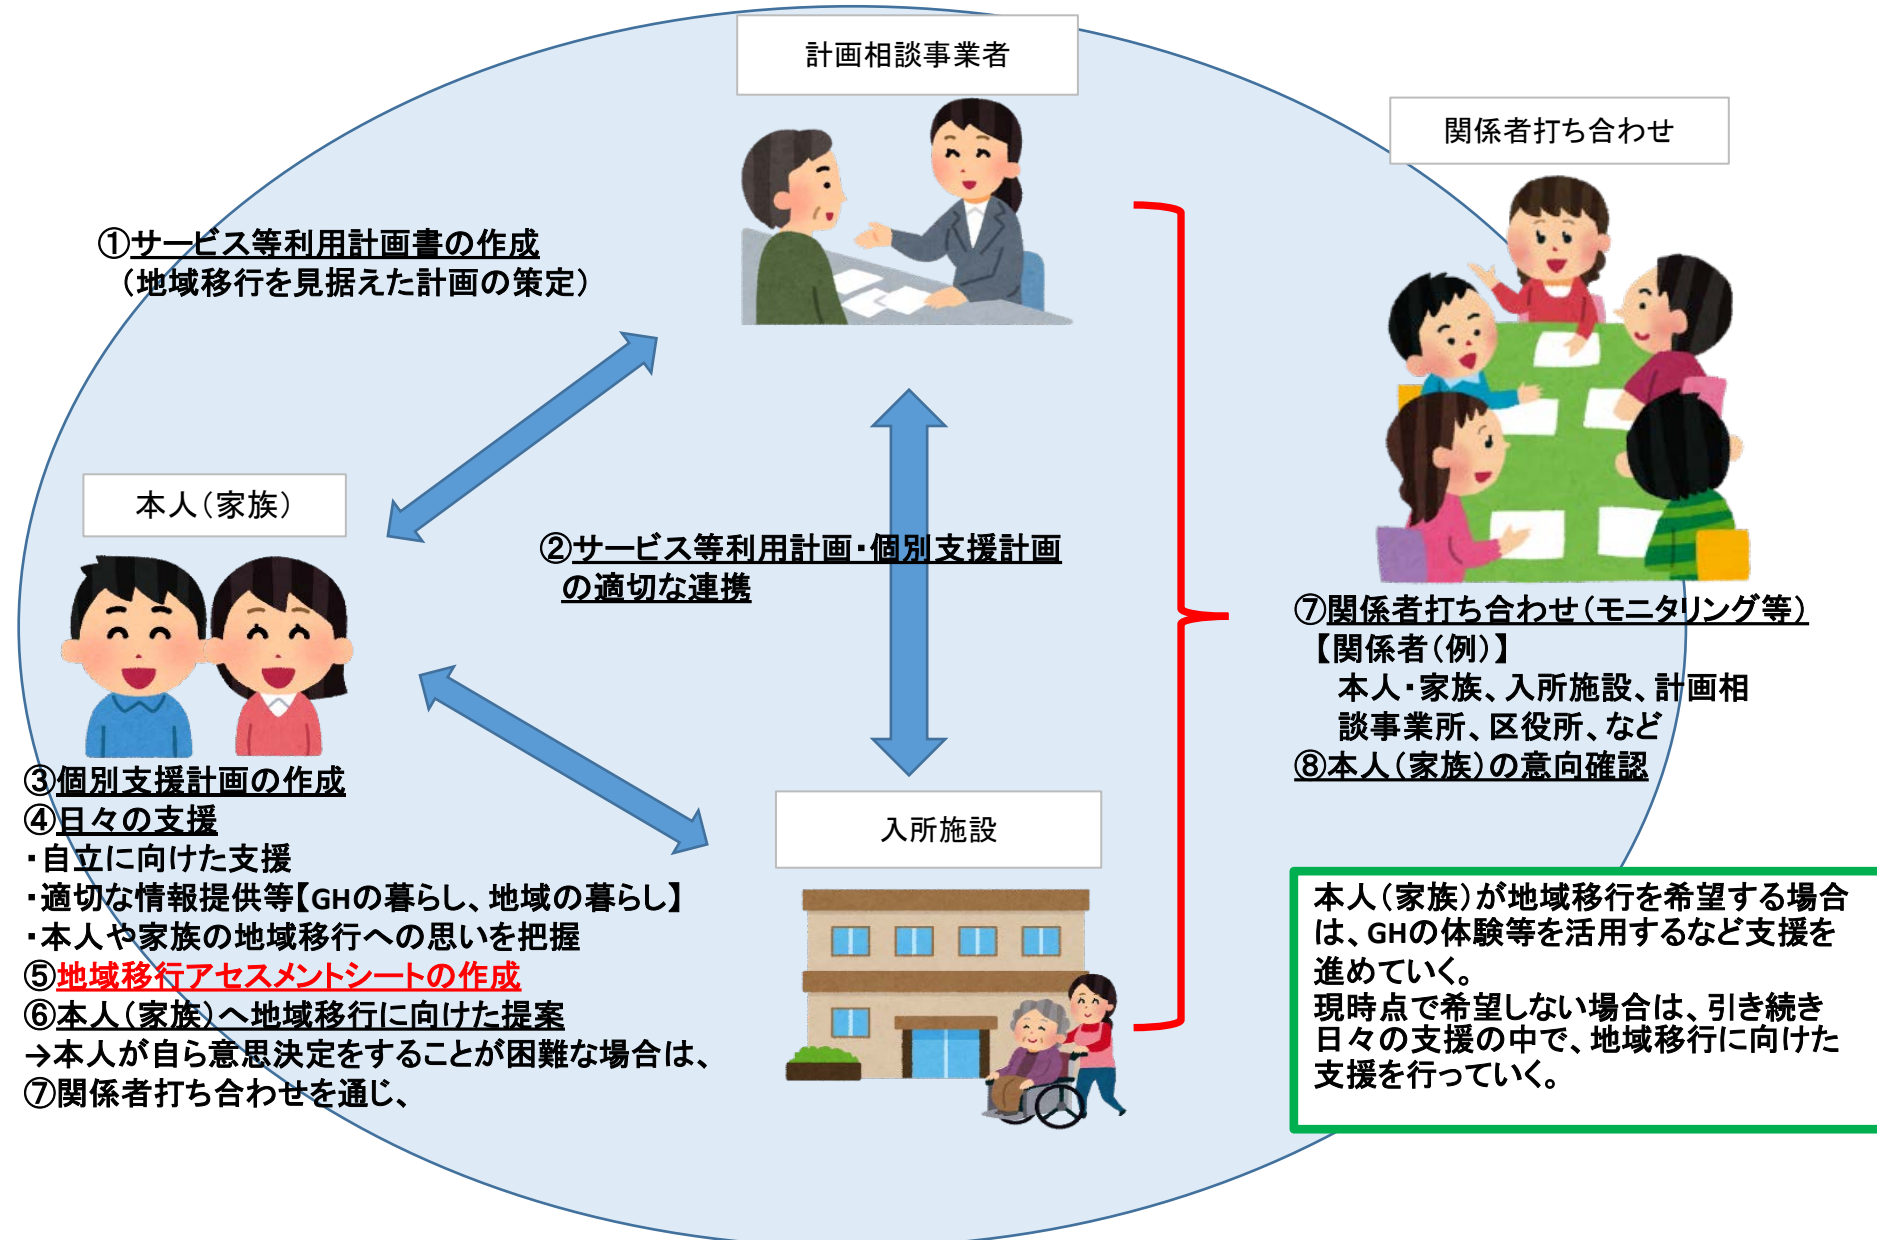 計画相談事業者
関係者打ち合わせ
①サービス等利用計画書の作成
（地域移行を見据えた計画の策定）
本人（家族）
②サービス等利用計画・個別支援計画
の適切な連携
③個別支援計画の作成
④日々の支援
・自立に向けた支援
・適切な情報提供等【GHの暮らし、地域の暮らし】
・本人や家族の地域移行への思いを把握
⑤地域移行アセスメントシートの作成
⑥本人（家族）へ地域移行に向けた提案
→本人が自ら意思決定をすることが困難な場合は、
⑦関係者打ち合わせを通じ、
入所施設
⑦関係者打ち合わせ（モニタリング等）
【関係者（例）】
本人・家族、入所施設、計画相
談事業所、区役所、など
⑧本人（家族）の意向確認
本人（家族）が地域移行を希望する場合
は、GHの体験等を活用するなど支援を
進めていく。
現時点で希望しない場合は、引き続き
日々の支援の中で、地域移行に向けた
支援を行っていく。